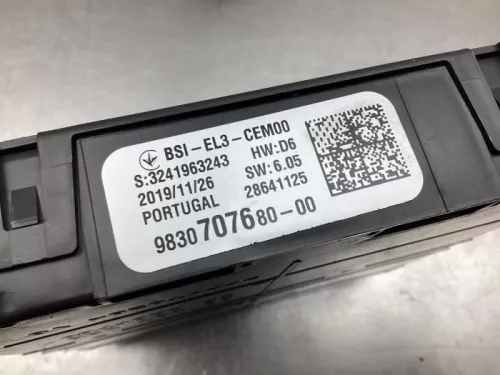 BSI-EL3-CEM00
S:3241963243 HW:D6
2019/11/26 SW:6.05
PORTUGAL 28641125
9830707680-00